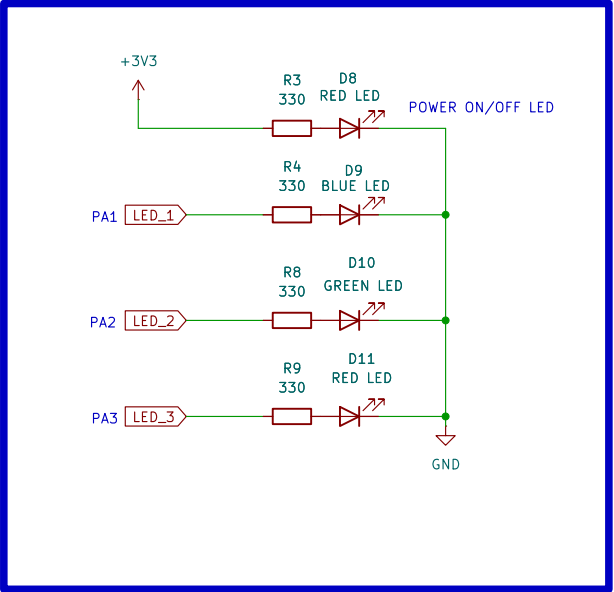 +3V3
R3
330
D8
RED LED
POWER ON/OFF LED
R4
330
D9
BLUE LED
PA1
LED_1
R8
330
D10
GREEN LED
PA2
LED_2
R9
330
D11
RED LED
PA3
LED_3
GND